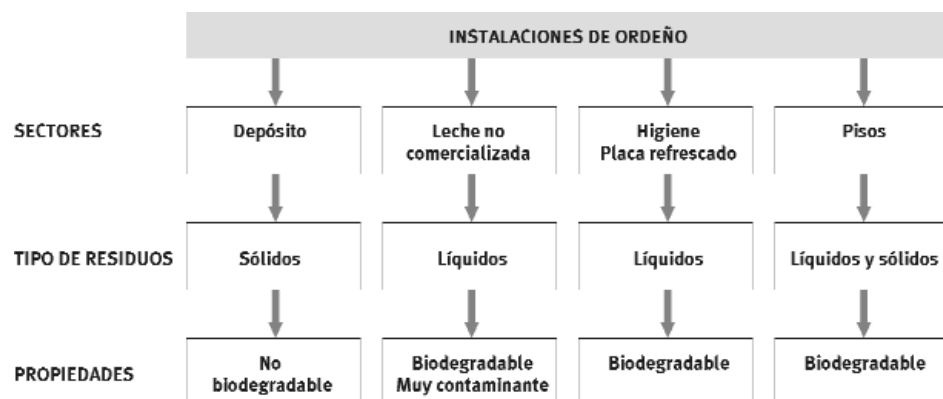 INSTALACIONES DE ORDEÑO
SECTORES
Depósito
Leche no
comercializada
Higiene
Placa refrescado
Pisos
TIPO DE RESIDUOS
Sólidos
Líquidos
Líquidos
Líquidos y sólidos
PROPIEDADES
No
biodegradable
Biodegradable
Muy contaminante
Biodegradable
Biodegradable